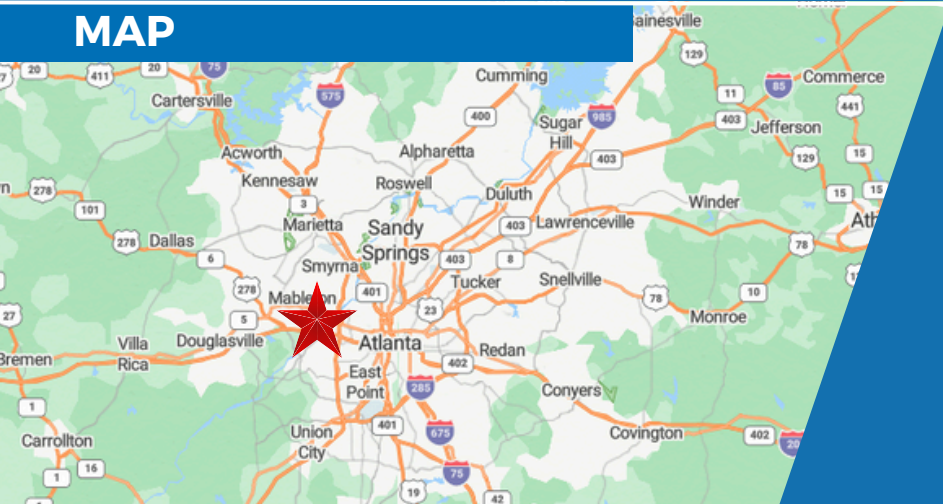 MAP
ainesville
129
20
411
20
75
Cumming
575
85
Commerce
Cartersville
11
441
400
985
Sugar
Hill
403
Jefferson
Acworth
Alpharetta
403
129
15
Kennesaw
Roswell
278
Duluth
15
15
3
Winder
101
Marietta
Sandy
Springs
403
Lawrenceville
Ath
278
Dallas
78
6
403
8
Smyrna
Tucker
Snellville
278
Mableton
401
78
10
27
5
23
Monroe
Villa
Rica
Douglasville
Atlanta
Redan
Bremen
402
East
Point
285
Conyers
1
401
675
Union
City
Covington
402
20
Carrollton
16
1
75
19
42